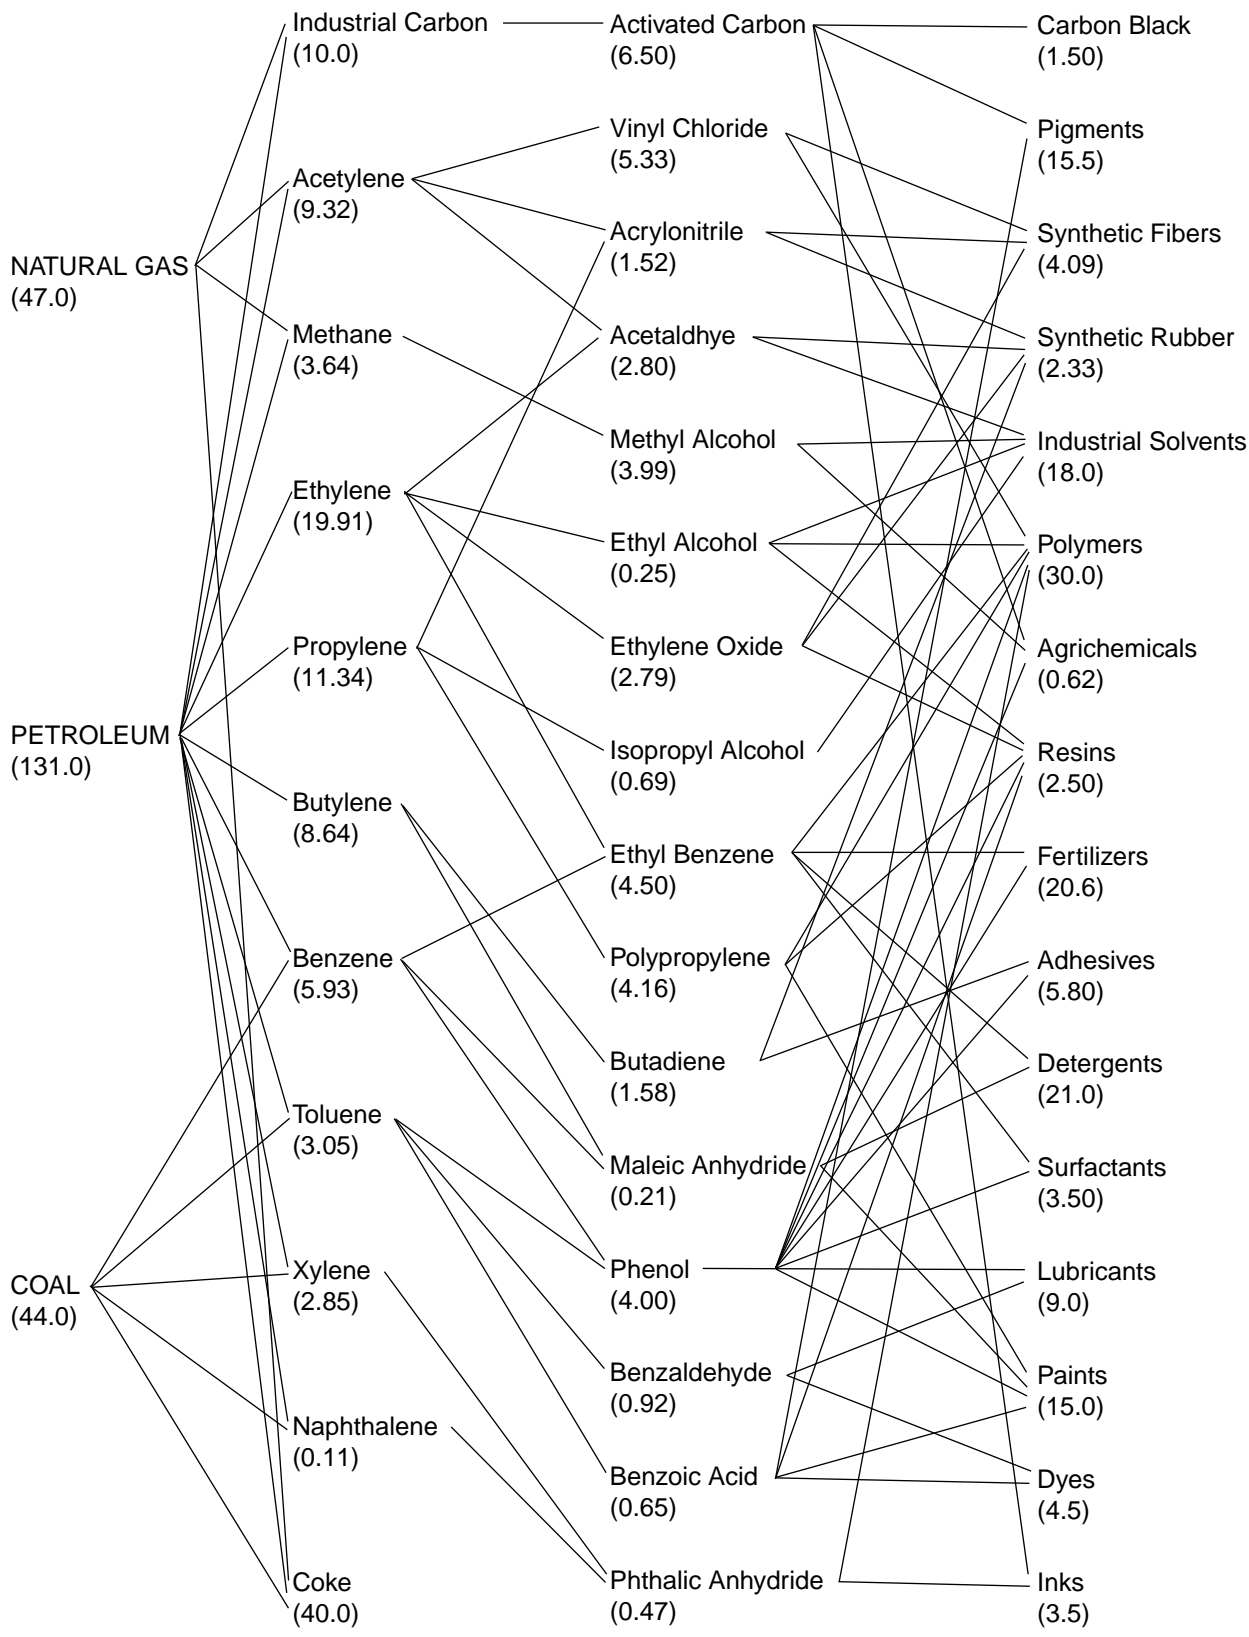 NATURAL GAS
(47.0)
PETROLEUM
(131.0)
COAL
(44.0)
Industrial Carbon
(10.0)
Acetylene
(9.32)
Methane
(3.64)
Ethylene
(19.91)
Propylene
(11.34)
Butylene
(8.64)
Benzene
(5.93)
Toluene
(3.05)
Xylene
(2.85)
Naphthalene
(0.11)
Coke
(40.0)
Activated Carbon
(6.50)
Vinyl Chloride
(5.33)
Acrylonitrile
(1.52)
Acetaldhye
(2.80)
Methyl Alcohol
(3.99)
Ethyl Alcohol
(0.25)
Ethylene Oxide
(2.79)
Isopropyl Alcohol
(0.69)
Ethyl Benzene
(4.50)
Polypropylene
(4.16)
Butadiene
(1.58)
Maleic Anhydride
(0.21)
Phenol
(4.00)
Benzaldehyde
(0.92)
Benzoic Acid
(0.65)
Phthalic Anhydride
(0.47)
Carbon Black
(1.50)
Pigments
(15.5)
Synthetic Fibers
(4.09)
Synthetic Rubber
(2.33)
Industrial Solvents
(18.0)
Polymers
(30.0)
Agrichemicals
(0.62)
Resins
(2.50)
Fertilizers
(20.6)
Adhesives
(5.80)
Detergents
(21.0)
Surfactants
(3.50)
Lubricants
(9.0)
Paints
(15.0)
Dyes
(4.5)
Inks
(3.5)